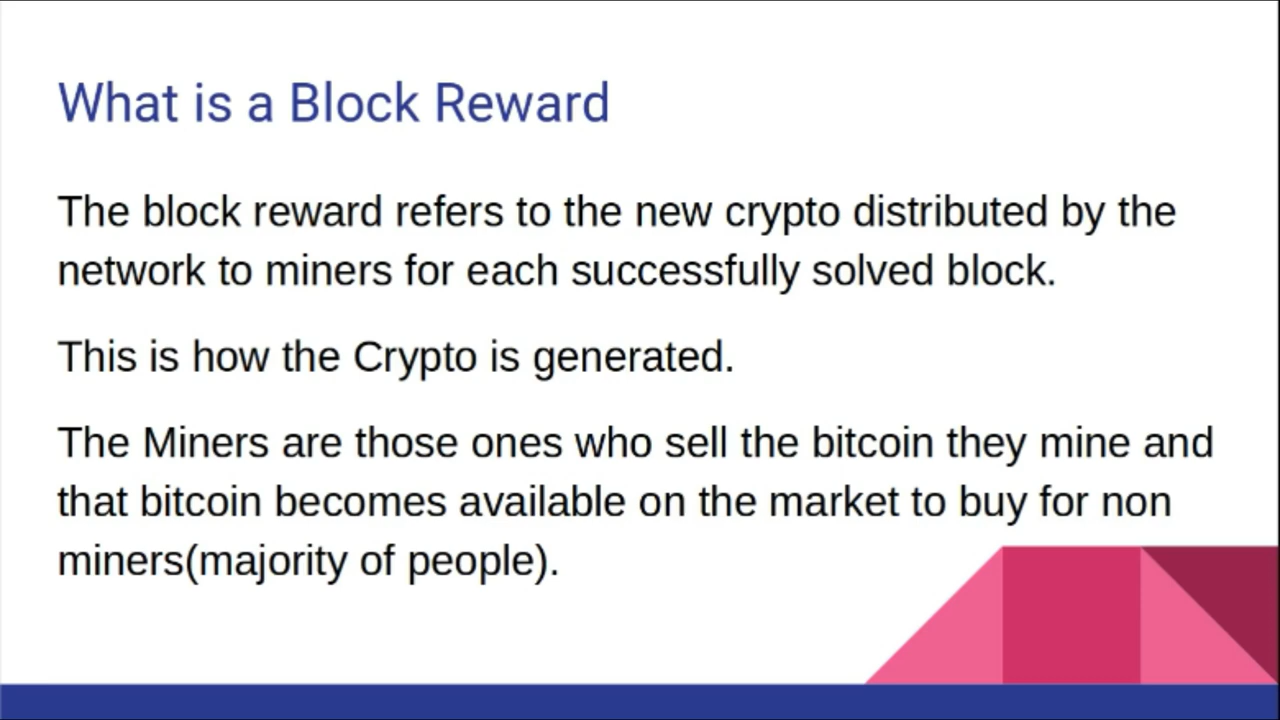 What is a Block Reward
The block reward refers to the new crypto distributed by the
network to miners for each successfully solved block.
This is how the Crypto is generated.
The Miners are those ones who sell the bitcoin they mine and
that bitcoin becomes available on the market to buy for non
miners(majority of people).